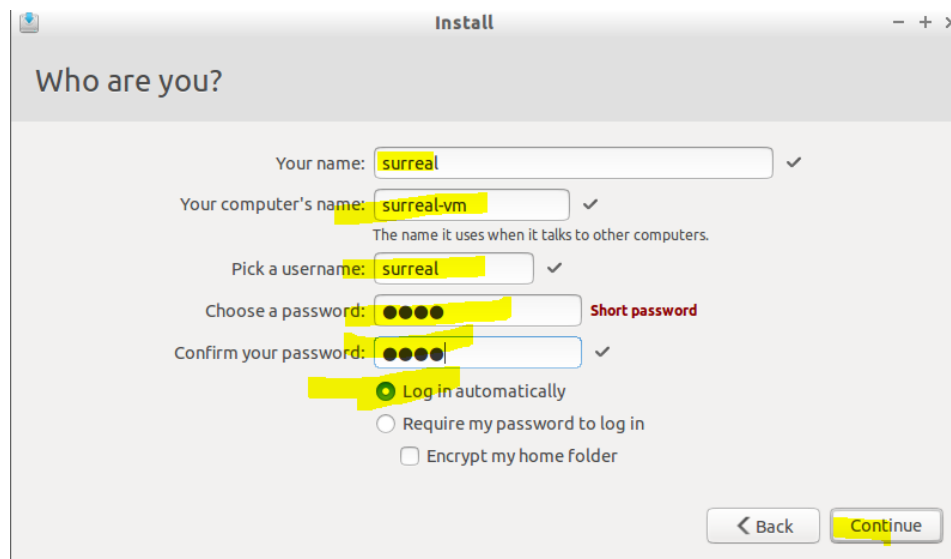 Install
Who are you?
Your name: surreal
Your computer's name: surreal-vm
The name it uses when it talks to other computers.
Pick a username: surreal
Choose a password: ●●●● Short password
Confirm your password: ●●●●
Log in automatically
Require my password to log in
Encrypt my home folder
Back Continue